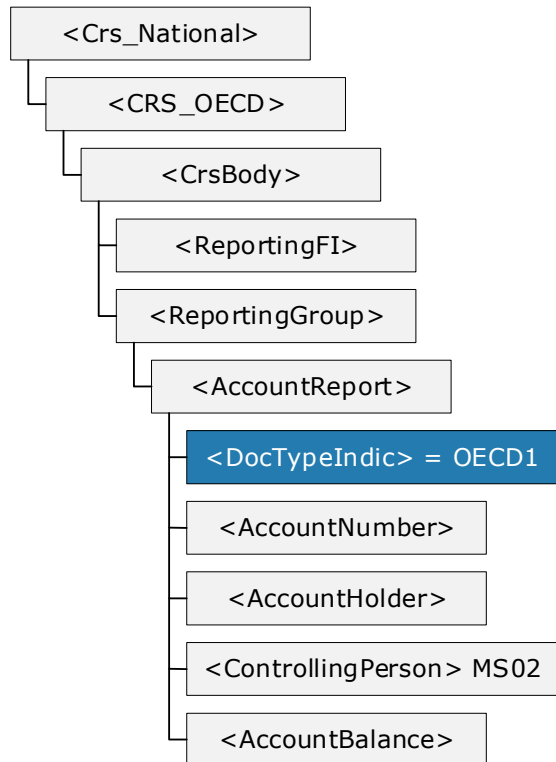 <Crs_National>
<CRS_OECD>
<CrsBody>
<ReportingFI>
<ReportingGroup>
<AccountReport>
<DocTypeIndic> = OECD1
<AccountNumber>
<AccountHolder>
<ControllingPerson> MS02
<AccountBalance>